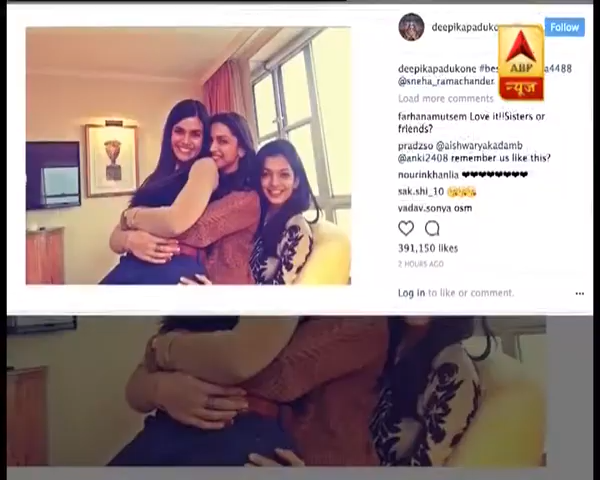 deepikapaduko
Follow
ABP
न्यूज़
deepikapadukone #bes a4488
@sneha_ramachander
Load more comments
farhanamutsem Love it!!Sisters or
friends?
pradzso @aishwaryakadamb
@anki2408 remember us like this?
nourinkhanlia ❤❤❤❤❤❤❤❤❤
sak.shi_10 😘😘😘
yadav.sonya osm
391,150 likes
2 HOURS AGO
Log in to like or comment.
...